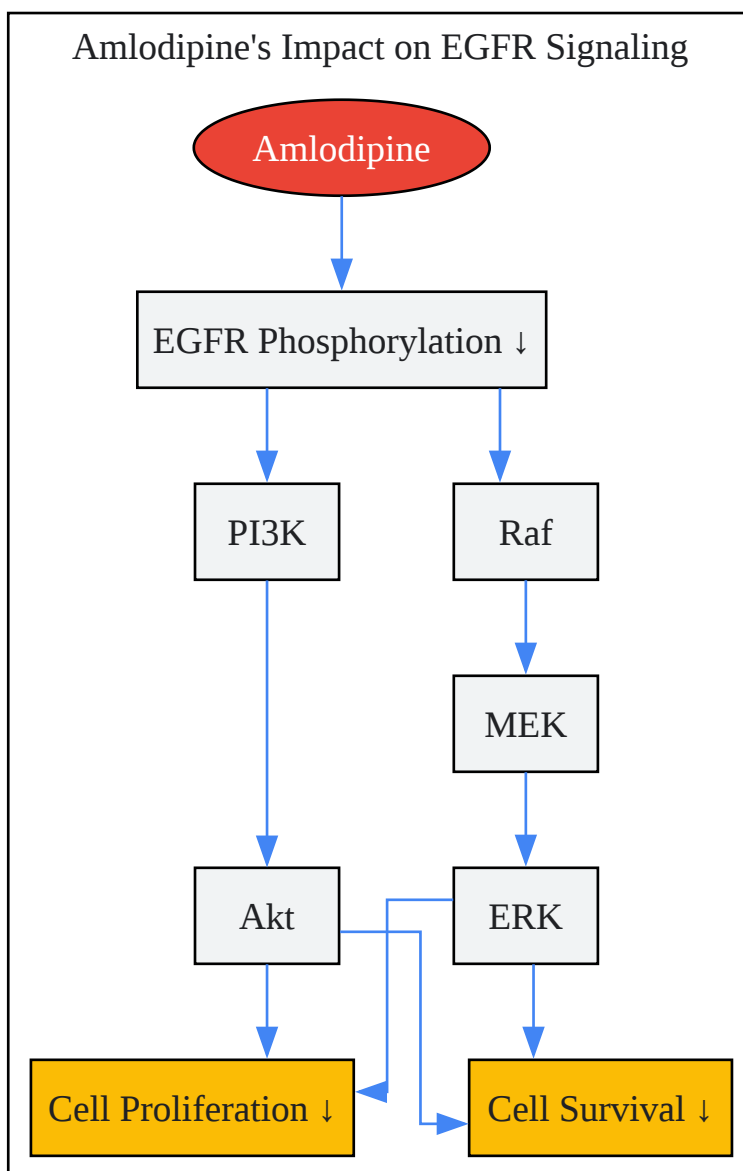 Amlodipine's Impact on EGFR Signaling
Amlodipine
EGFR Phosphorylation ↓
PI3K
Raf
MEK
Akt
ERK
Cell Proliferation ↓
Cell Survival ↓